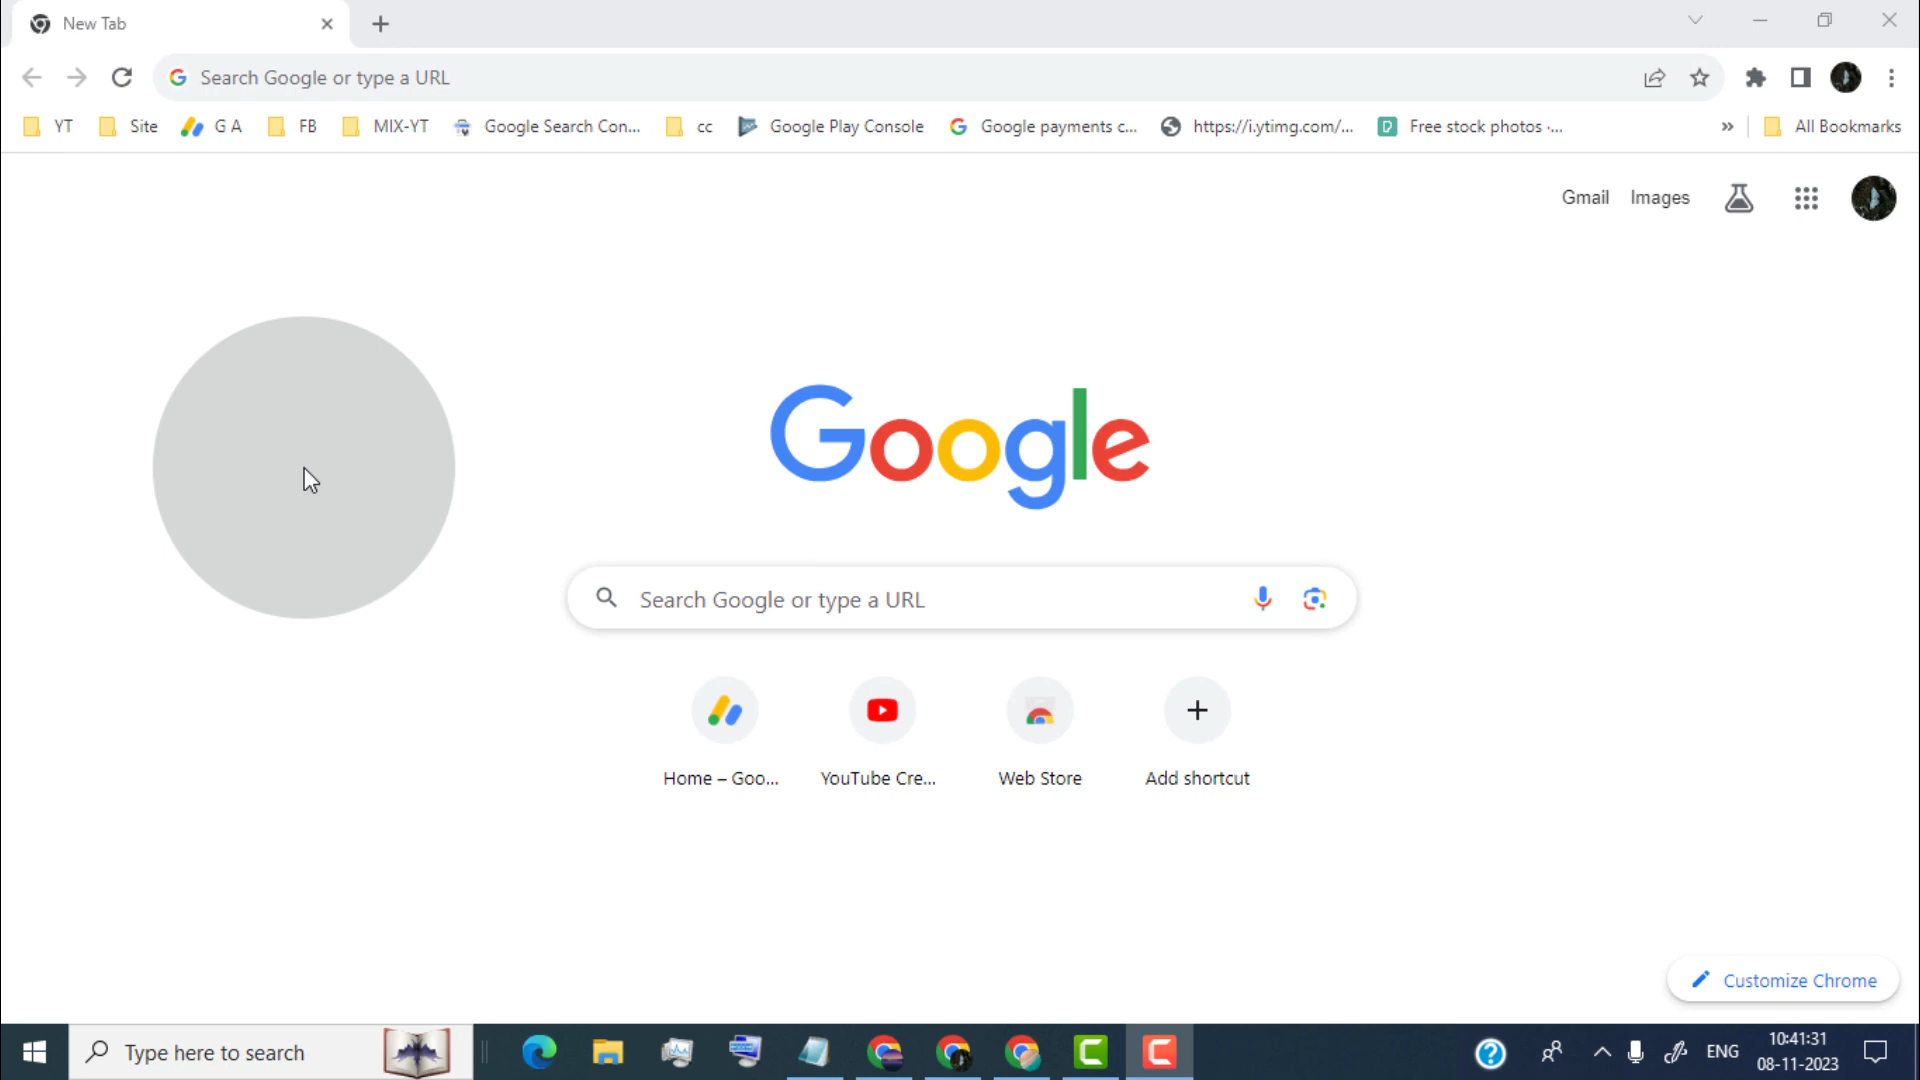 New Tab
Search Google or type a URL
YT Site G A FB MIX-YT Google Search Con... cc Google Play Console Google payments c... https://i.ytimg.com/... Free stock photos ·... » All Bookmarks
Gmail Images
Google
Search Google or type a URL
Home – Goo... YouTube Cre... Web Store Add shortcut
Customize Chrome
Type here to search
ENG
10:41:31
08-11-2023